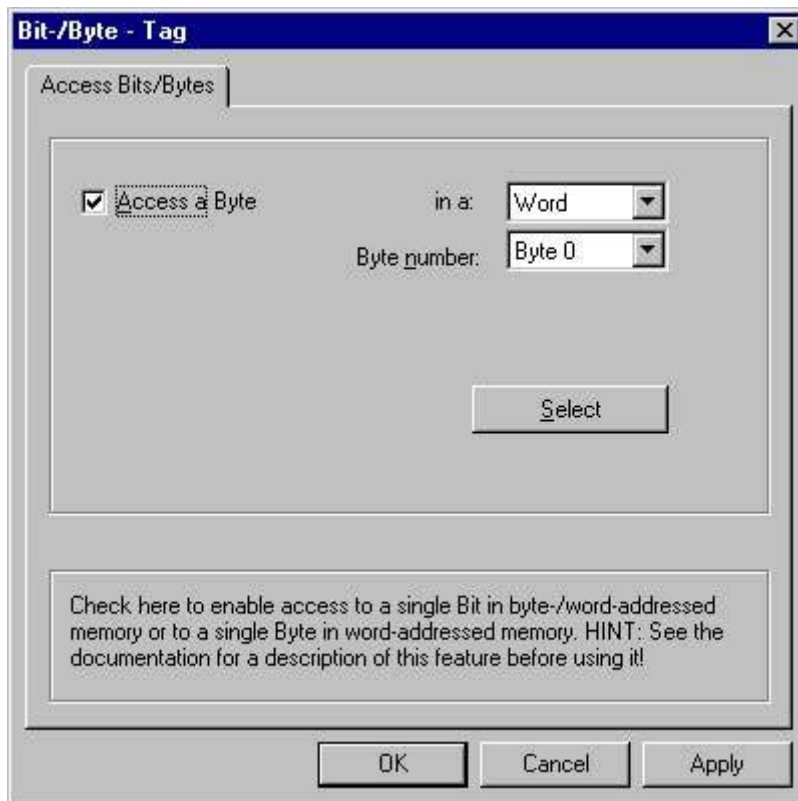 Bit-/Byte - Tag
Access Bits/Bytes
Access a Byte
in a:
Word
Byte number:
Byte 0
Select
Check here to enable access to a single Bit in byte-/word-addressed
memory or to a single Byte in word-addressed memory. HINT: See the
documentation for a description of this feature before using it!
OK
Cancel
Apply